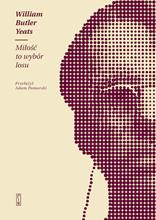 William
Butler
Yeats
Miłość
to wybór
losu
Przełożył
Adam Pomorski